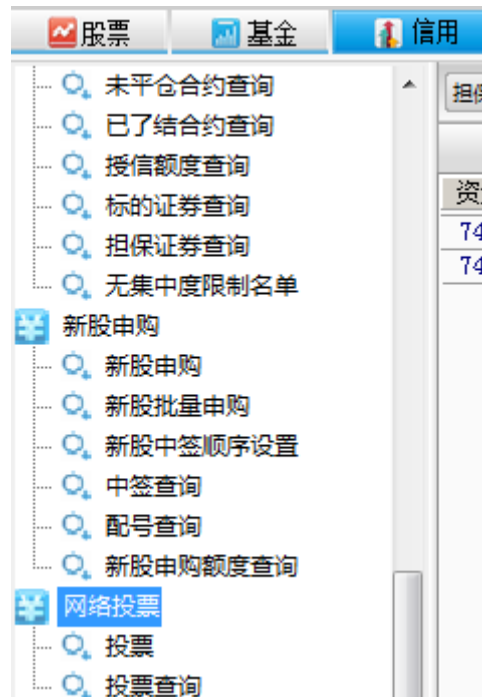 股票 基金 信用
未平仓合约查询
已了结合约查询
授信额度查询
标的证券查询
担保证券查询
无集中度限制名单
新股申购
新股申购
新股批量申购
新股中签顺序设置
中签查询
配号查询
新股申购额度查询
网络投票
投票
投票查询
担
资
74
74